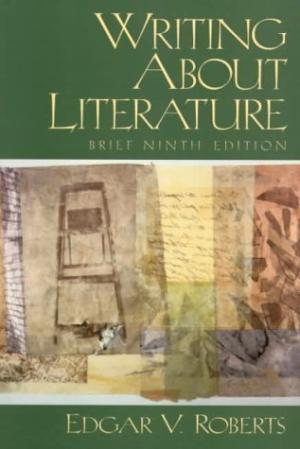 WRITING
ABOUT
LITERATURE
BRIEF NINTH EDITION
EDGAR V. ROBERTS